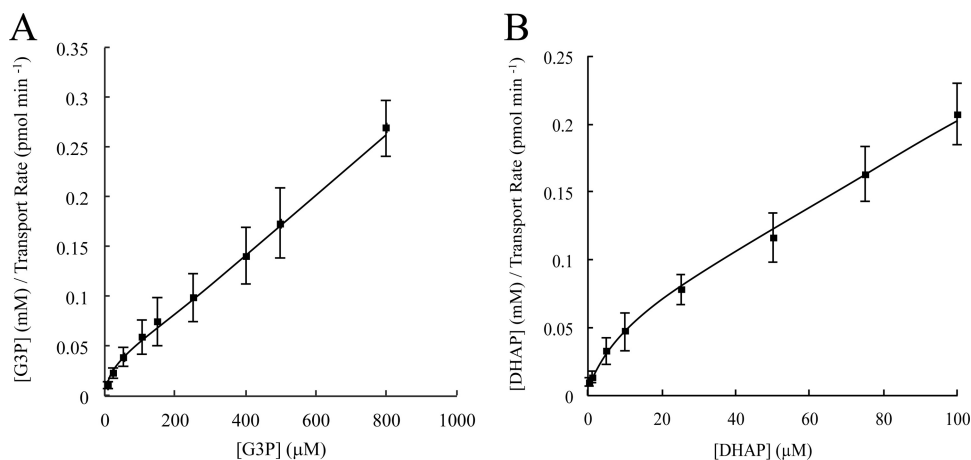 A
[G3P] (mM) / Transport Rate (pmol min⁻¹)
0.35
0.3
0.25
0.2
0.15
0.1
0.05
0
0 200 400 600 800 1000
[G3P] (µM)
B
[DHAP] (mM) / Transport Rate (pmol min⁻¹)
0.25
0.2
0.15
0.1
0.05
0
0 20 40 60 80 100
[DHAP] (µM)